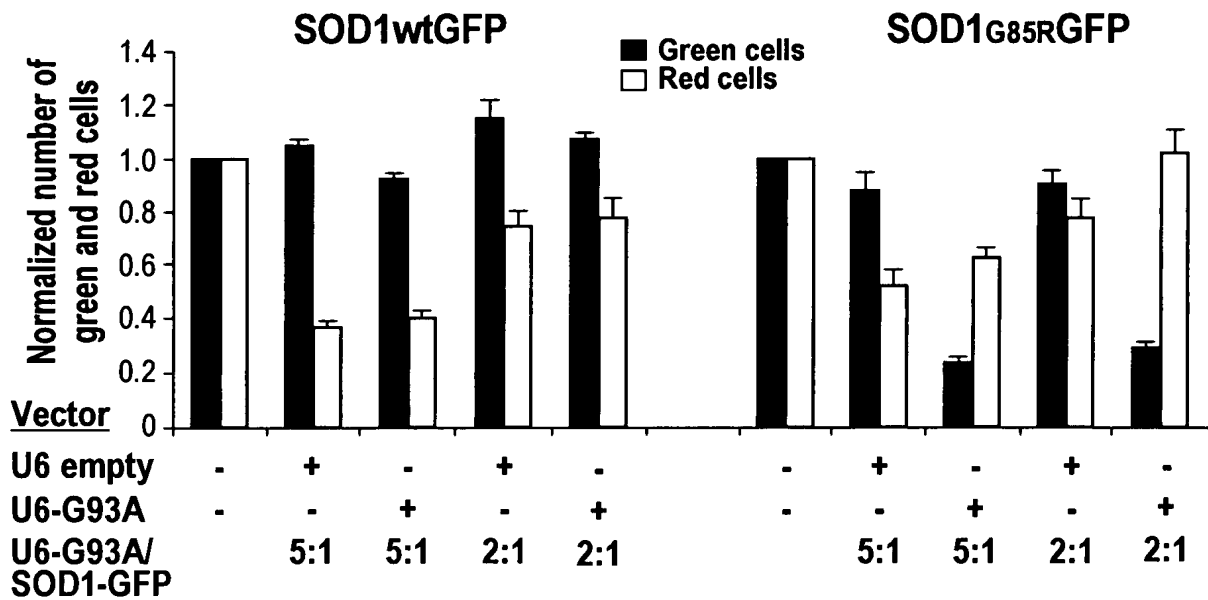 SOD1wtGFP
SOD1G85RGFP
Green cells
Red cells
Normalized number of
green and red cells
1.4
1.2
1.0
0.8
0.6
0.4
0.2
0
Vector
U6 empty - + - + - - + - + -
U6-G93A - - + - + - - + - +
U6-G93A/ 5:1 5:1 2:1 2:1 5:1 5:1 2:1 2:1
SOD1-GFP